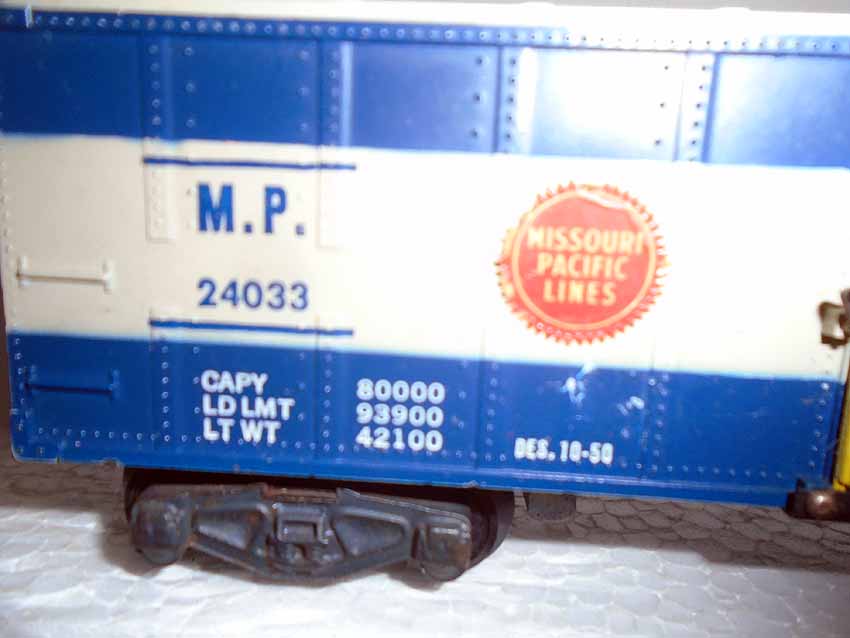 M.P.
24033
MISSOURI
PACIFIC
LINES
CAPY 80000
LD LMT 93900
LT WT 42100
DES. 10-50